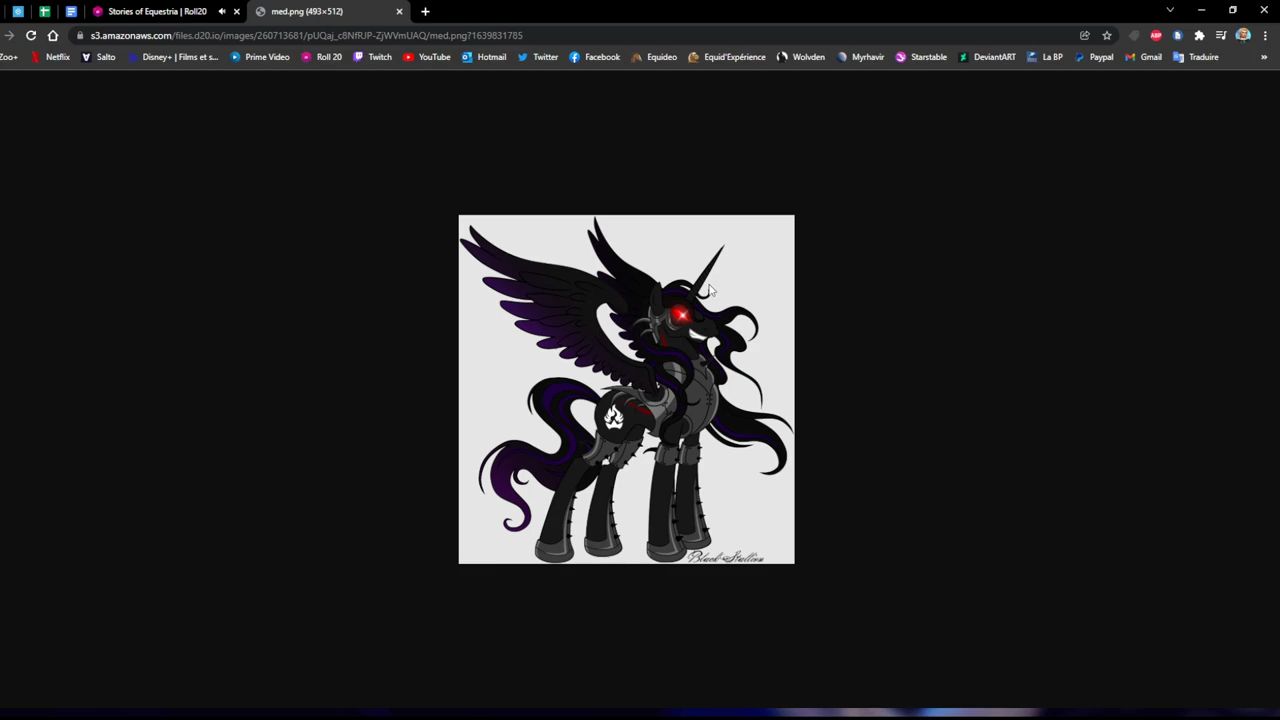 Stories of Equestria | Roll20
med.png (493×512)
s3.amazonaws.com/files.d20.io/images/260713681/pUQaj_c8NfRJP-ZjWVmUAQ/med.png?1639831785
Zoo+ Netflix Salto Disney+ | Films et s... Prime Video Roll 20 Twitch YouTube Hotmail Twitter Facebook Equideo Equid'Expérience Wolvden Myrhavir Starstable DeviantART La BP Paypal Gmail Traduire »
Black-Stallion